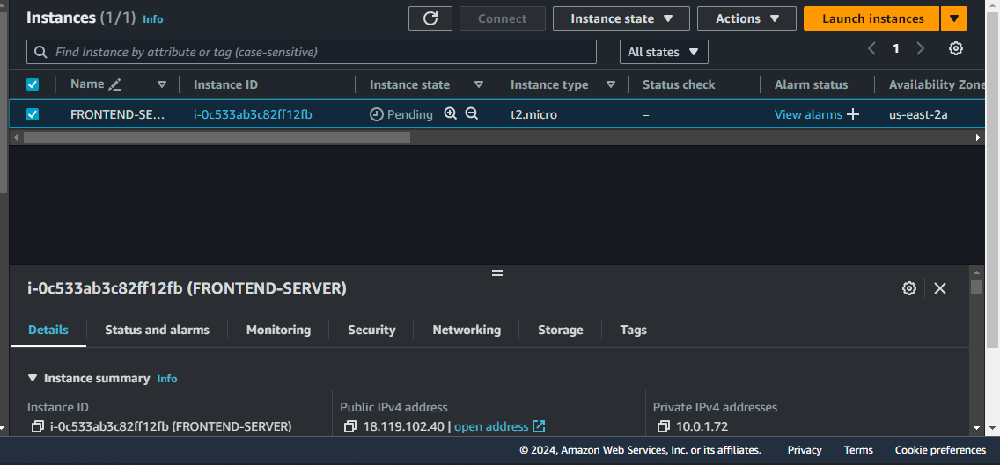 Instances (1/1) Info
Connect Instance state Actions Launch instances
Find Instance by attribute or tag (case-sensitive) All states 1
Name Instance ID Instance state Instance type Status check Alarm status Availability Zone
FRONTEND-SE... i-0c533ab3c82ff12fb Pending t2.micro – View alarms + us-east-2a
i-0c533ab3c82ff12fb (FRONTEND-SERVER)
Details Status and alarms Monitoring Security Networking Storage Tags
Instance summary Info
Instance ID Public IPv4 address Private IPv4 addresses
i-0c533ab3c82ff12fb (FRONTEND-SERVER) 18.119.102.40 | open address 10.0.1.72
© 2024, Amazon Web Services, Inc. or its affiliates. Privacy Terms Cookie preferences